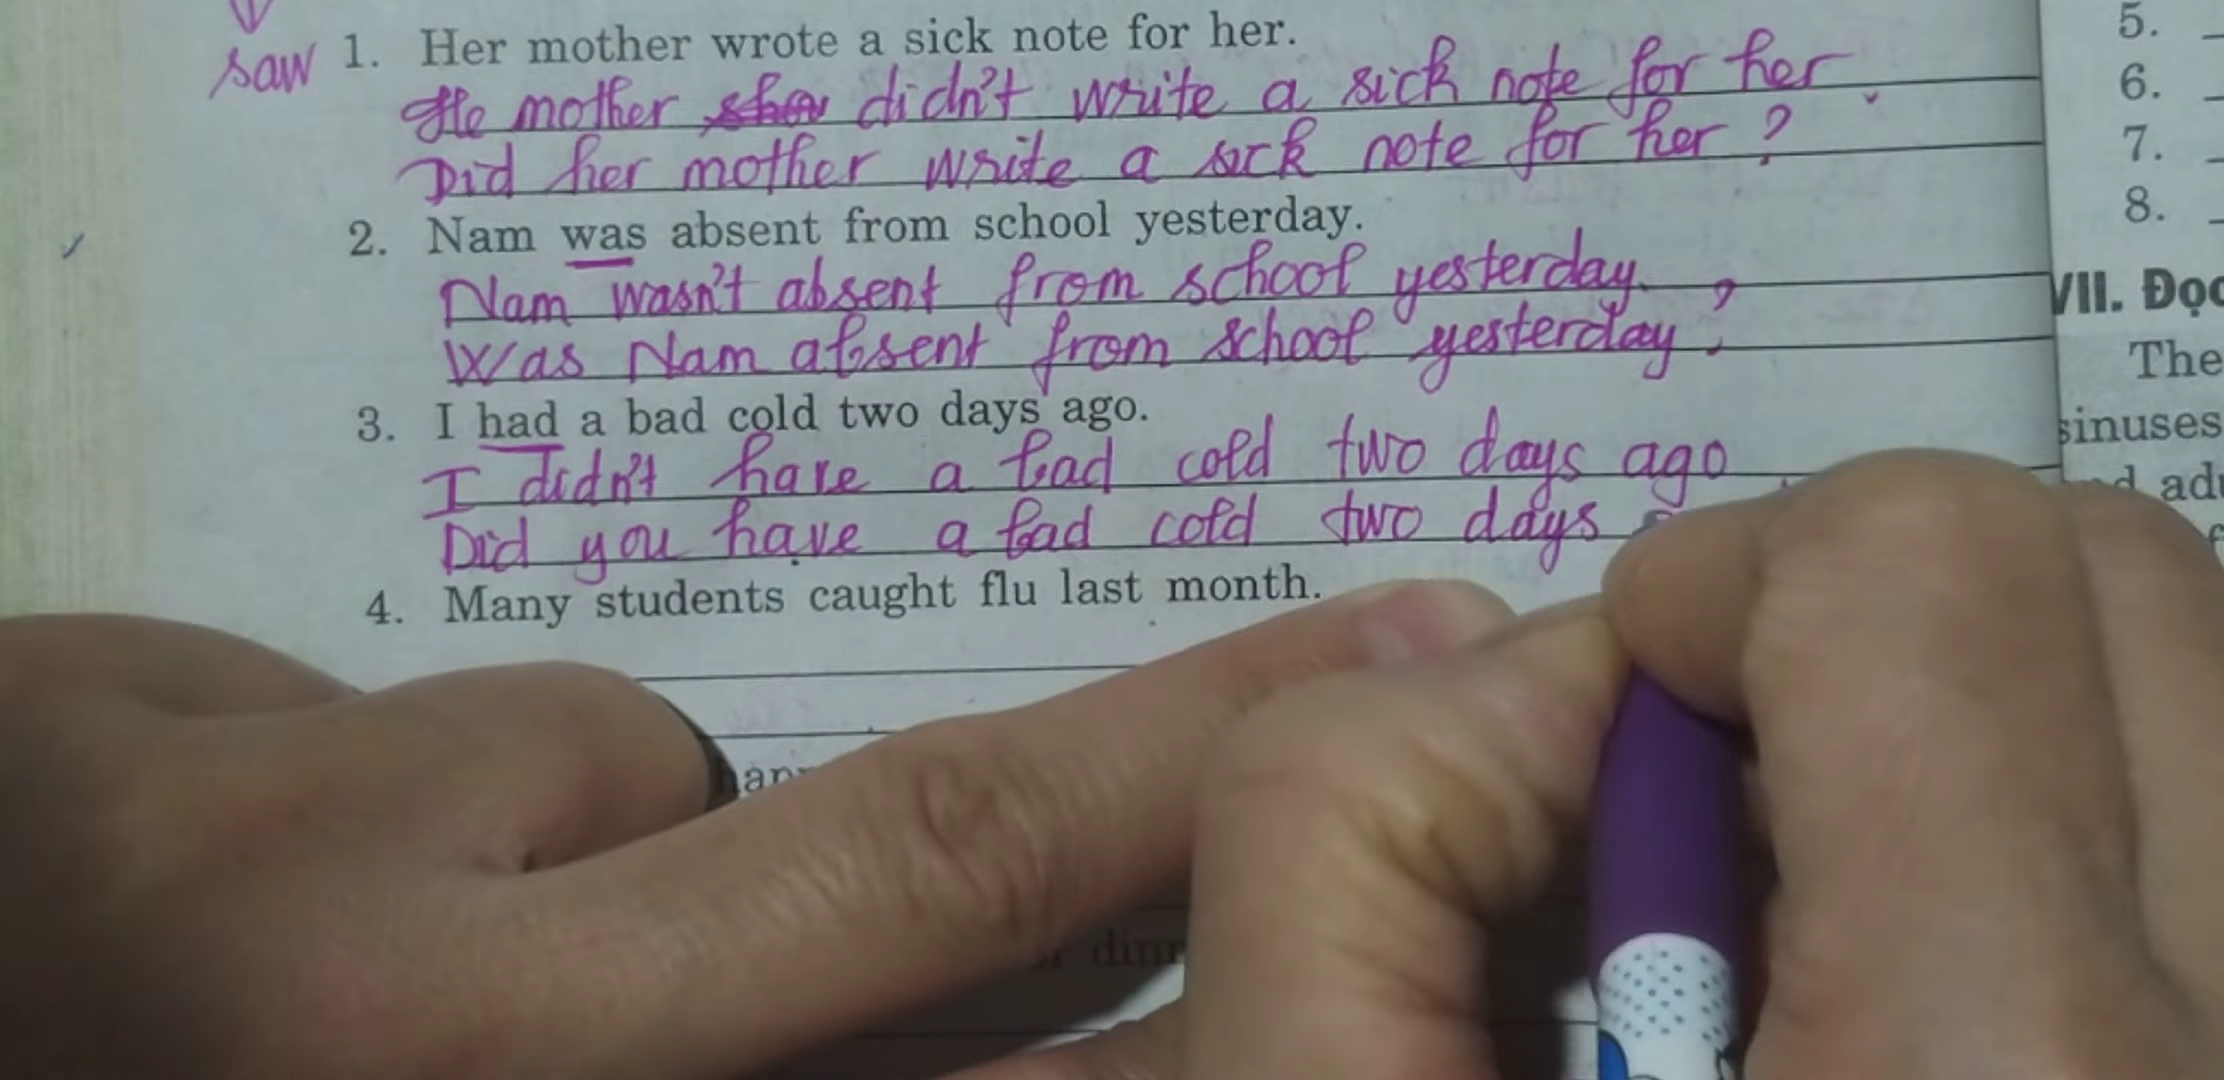 saw
1. Her mother wrote a sick note for her.
He mother didn't write a sick note for her.
Did her mother write a sick note for her?
2. Nam was absent from school yesterday.
Nam wasn't absent from school yesterday.
Was Nam absent from school yesterday?
3. I had a bad cold two days ago.
I didn't have a bad cold two days ago
Did you have a bad cold two days
4. Many students caught flu last month.
5.
6.
7.
8.
VII. Đọc
The
sinuses